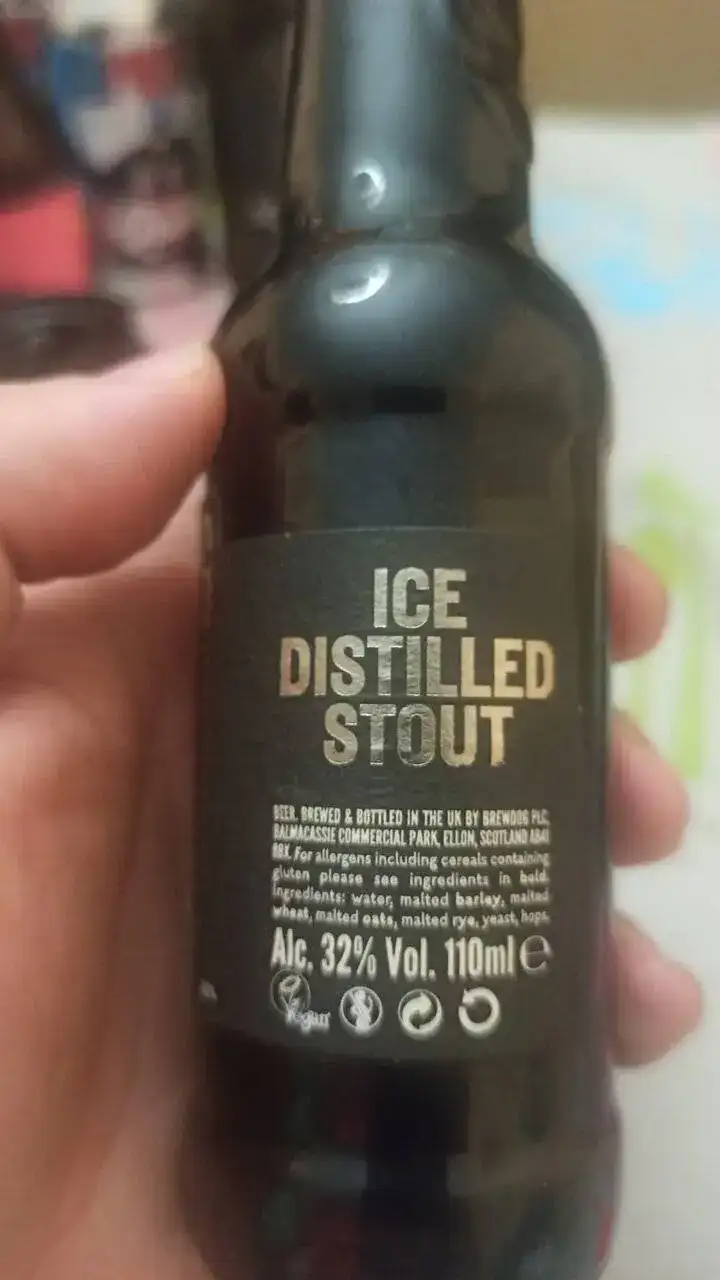 ICE
DISTILLED
STOUT
BEER. BREWED & BOTTLED IN THE UK BY BREWDOG PLC,
BALMACASSIE COMMERCIAL PARK, ELLON, SCOTLAND AB41
8BX. For allergens including cereals containing
gluten please see ingredients in bold.
Ingredients: water, malted barley, malted
wheat, malted oats, malted rye, yeast, hops.
Alc. 32% Vol. 110ml e
Vegan